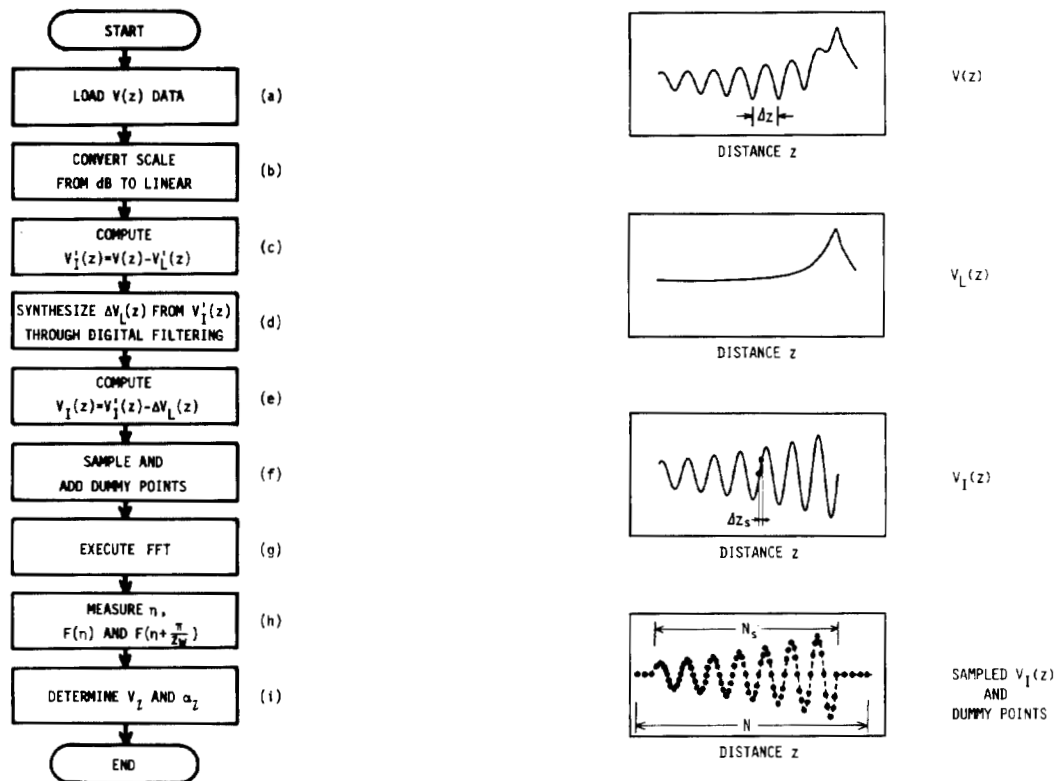 START
LOAD V(z) DATA
(a)
CONVERT SCALE
FROM dB TO LINEAR
(b)
COMPUTE
V'I(z)=V(z)-V'L(z)
(c)
SYNTHESIZE ΔVL(z) FROM V'I(z)
THROUGH DIGITAL FILTERING
(d)
COMPUTE
VI(z)=V'I(z)-ΔVL(z)
(e)
SAMPLE AND
ADD DUMMY POINTS
(f)
EXECUTE FFT
(g)
MEASURE η,
F(η) AND F(η+π/ZW)
(h)
DETERMINE Vl AND αl
(i)
END
Δz
DISTANCE z
V(z)
DISTANCE z
VL(z)
Δzs
DISTANCE z
VI(z)
Ns
N
DISTANCE z
SAMPLED VI(z)
AND
DUMMY POINTS